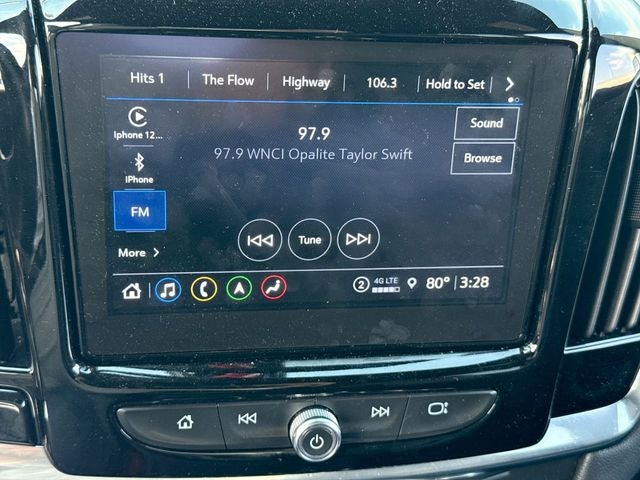 Hits 1 The Flow Highway 106.3 Hold to Set
Iphone 12...
iPhone
FM
More
97.9
97.9 WNCI Opalite Taylor Swift
Sound
Browse
Tune
2 4G LTE 80° 3:28